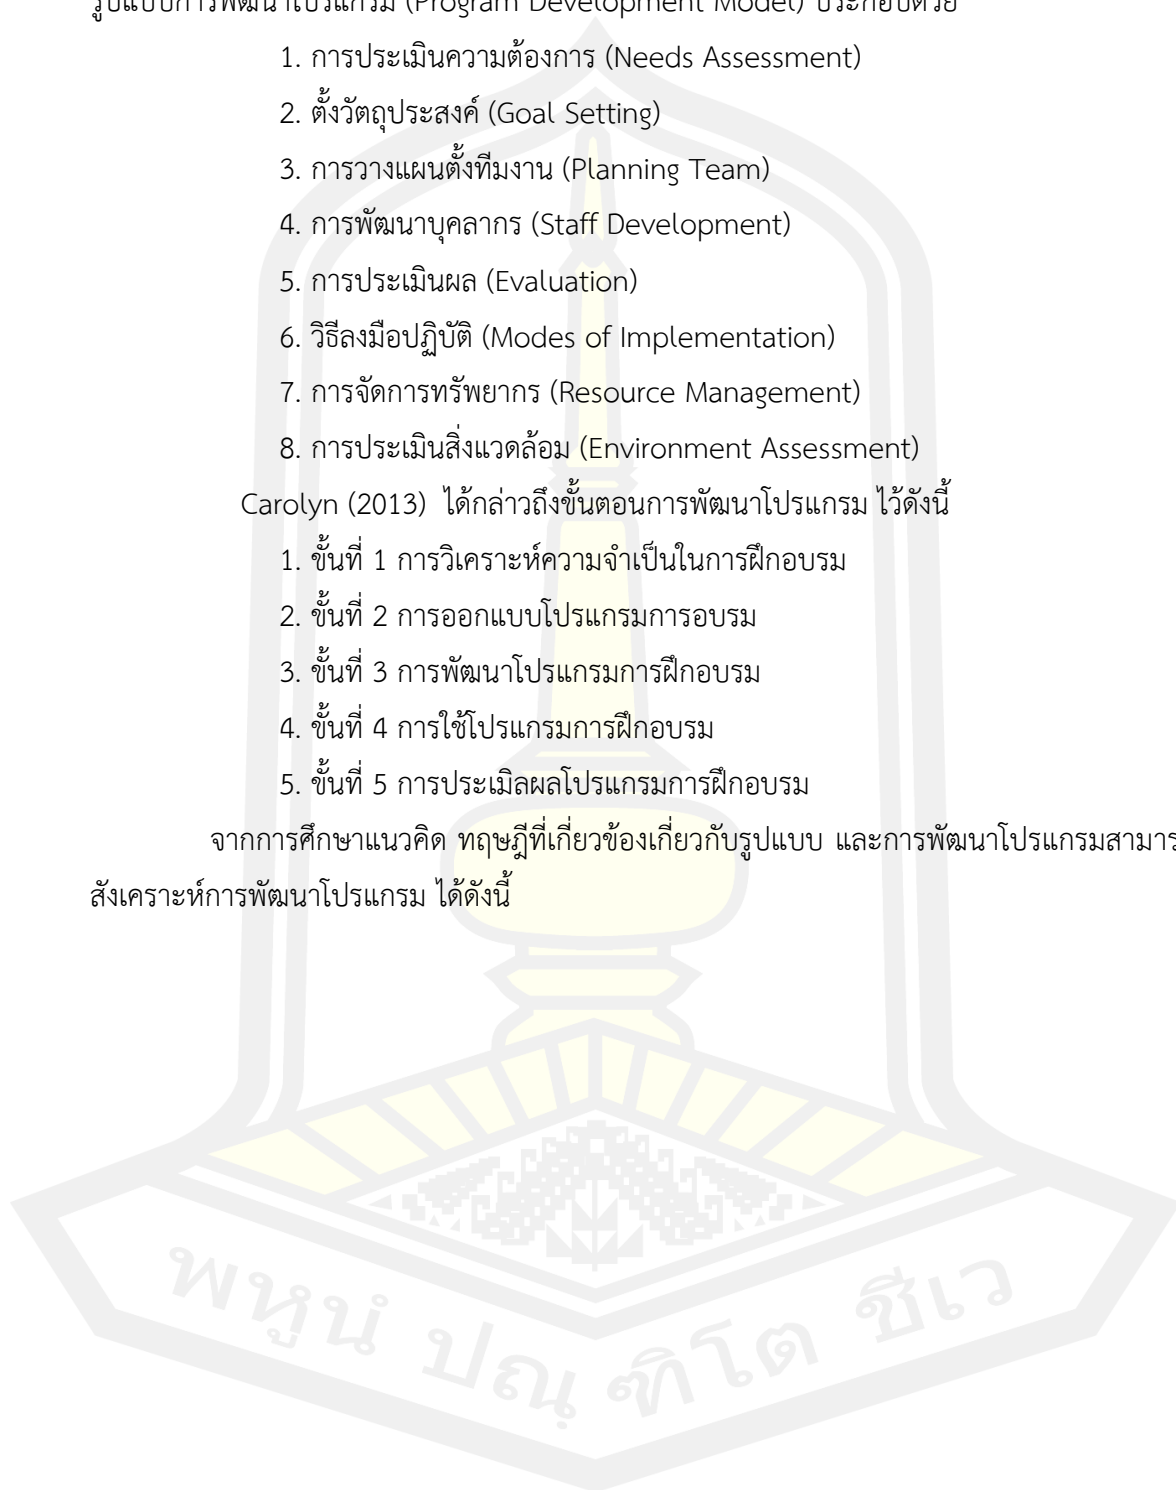 รูปแบบการพัฒนาโปรแกรม (Program Development Model) ประกอบด้วย
1. การประเมินความต้องการ (Needs Assessment)
2. ตั้งวัตถุประสงค์ (Goal Setting)
3. การวางแผนตั้งทีมงาน (Planning Team)
4. การพัฒนาบุคลากร (Staff Development)
5. การประเมินผล (Evaluation)
6. วิธีลงมือปฏิบัติ (Modes of Implementation)
7. การจัดการทรัพยากร (Resource Management)
8. การประเมินสิ่งแวดล้อม (Environment Assessment)
Carolyn (2013) ได้กล่าวถึงขั้นตอนการพัฒนาโปรแกรม ไว้ดังนี้
1. ขั้นที่ 1 การวิเคราะห์ความจำเป็นในการฝึกอบรม
2. ขั้นที่ 2 การออกแบบโปรแกรมการอบรม
3. ขั้นที่ 3 การพัฒนาโปรแกรมการฝึกอบรม
4. ขั้นที่ 4 การใช้โปรแกรมการฝึกอบรม
5. ขั้นที่ 5 การประเมิลผลโปรแกรมการฝึกอบรม
จากการศึกษาแนวคิด ทฤษฎีที่เกี่ยวข้องเกี่ยวกับรูปแบบ และการพัฒนาโปรแกรมสามาร
สังเคราะห์การพัฒนาโปรแกรม ได้ดังนี้
พหูนํ ปณฺฑิโต ชีเว